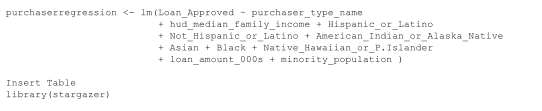 purchaserregression <- lm(Loan_Approved ~ purchaser_type_name
+ hud_median_family_income + Hispanic_or_Latino
+ Not_Hispanic_or_Latino + American_Indian_or_Alaska_Native
+ Asian + Black + Native_Hawaiian_or_P.Islander
+ loan_amount_000s + minority_population )
Insert Table
library(stargazer)